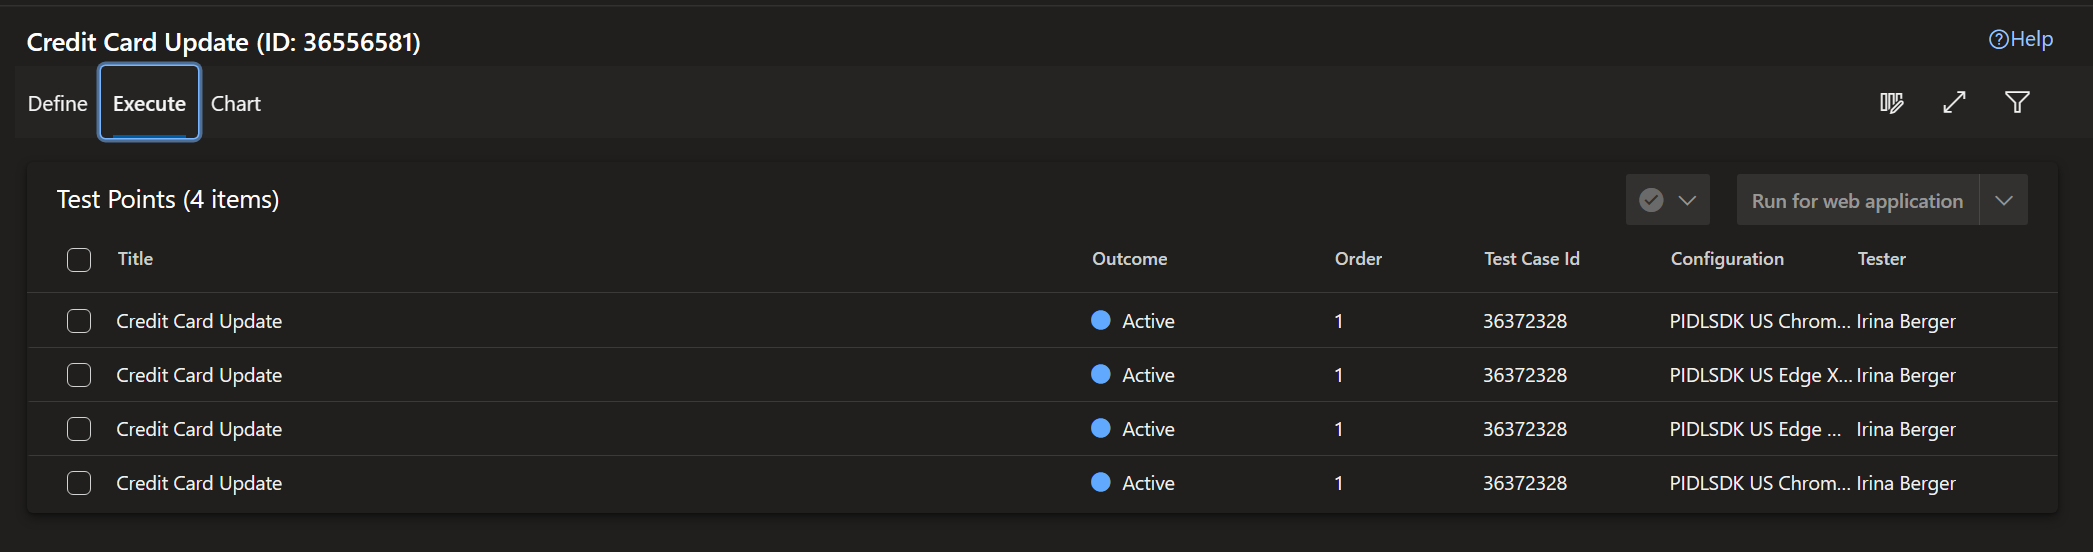 Credit Card Update (ID: 36556581)
Help
Define Execute Chart
Test Points (4 items)
Run for web application
Title Outcome Order Test Case Id Configuration Tester
Credit Card Update Active 1 36372328 PIDLSDK US Chrom... Irina Berger
Credit Card Update Active 1 36372328 PIDLSDK US Edge X... Irina Berger
Credit Card Update Active 1 36372328 PIDLSDK US Edge ... Irina Berger
Credit Card Update Active 1 36372328 PIDLSDK US Chrom... Irina Berger